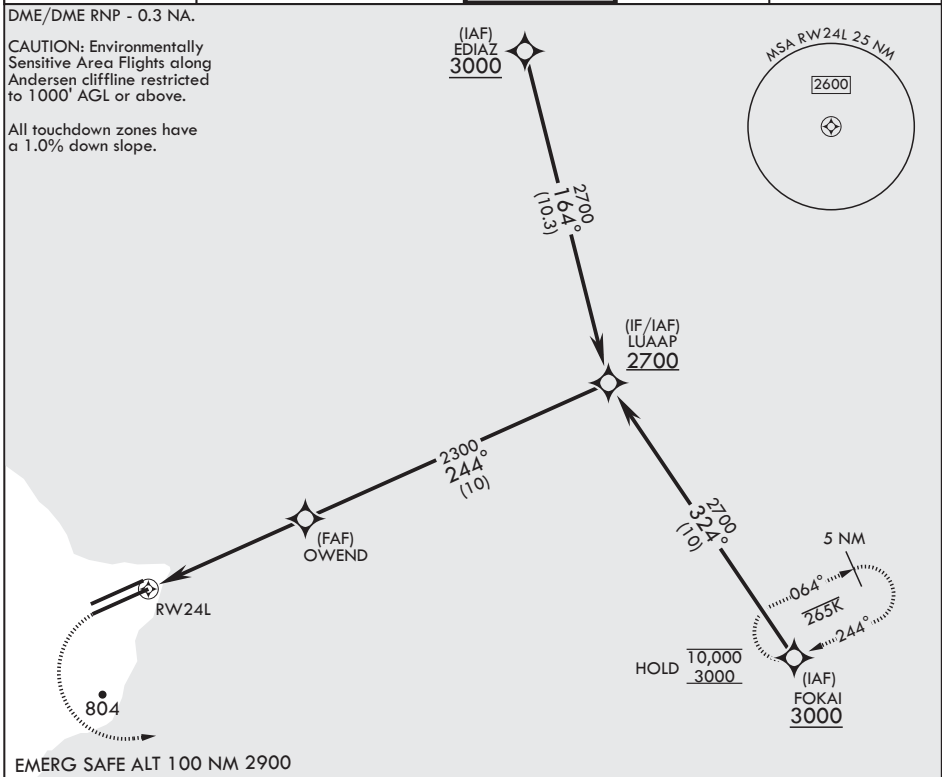 DME/DME RNP - 0.3 NA.
CAUTION: Environmentally
Sensitive Area Flights along
Andersen cliffline restricted
to 1000' AGL or above.
All touchdown zones have
a 1.0% down slope.
(IAF)
EDIAZ
3000
MSA RW24L 25 NM
2600
2700
164°
(10.3)
(IF/IAF)
LUAAP
2700
2300
244°
(10)
(FAF)
OWEND
2700
324°
(10)
5 NM
064°
265K
244°
RW24L
HOLD
10,000
3000
(IAF)
FOKAI
3000
804
EMERG SAFE ALT 100 NM 2900